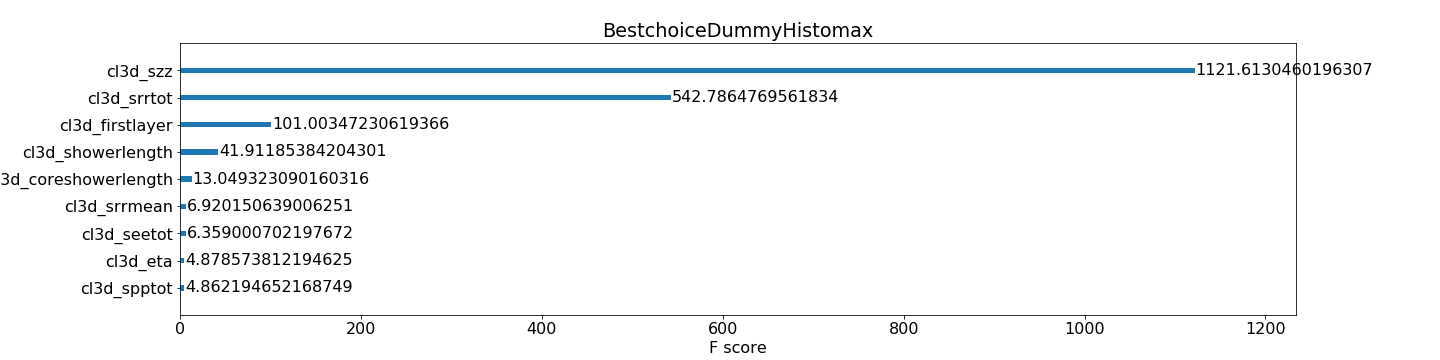 BestchoiceDummyHistomax
cl3d_szz 1121.6130460196307
cl3d_srrtot 542.7864769561834
cl3d_firstlayer 101.00347230619366
cl3d_showerlength 41.91185384204301
3d_coreshowerlength 13.049323090160316
cl3d_srrmean 6.920150639006251
cl3d_seetot 6.359000702197672
cl3d_eta 4.878573812194625
cl3d_spptot 4.862194652168749
0 200 400 600 800 1000 1200
F score